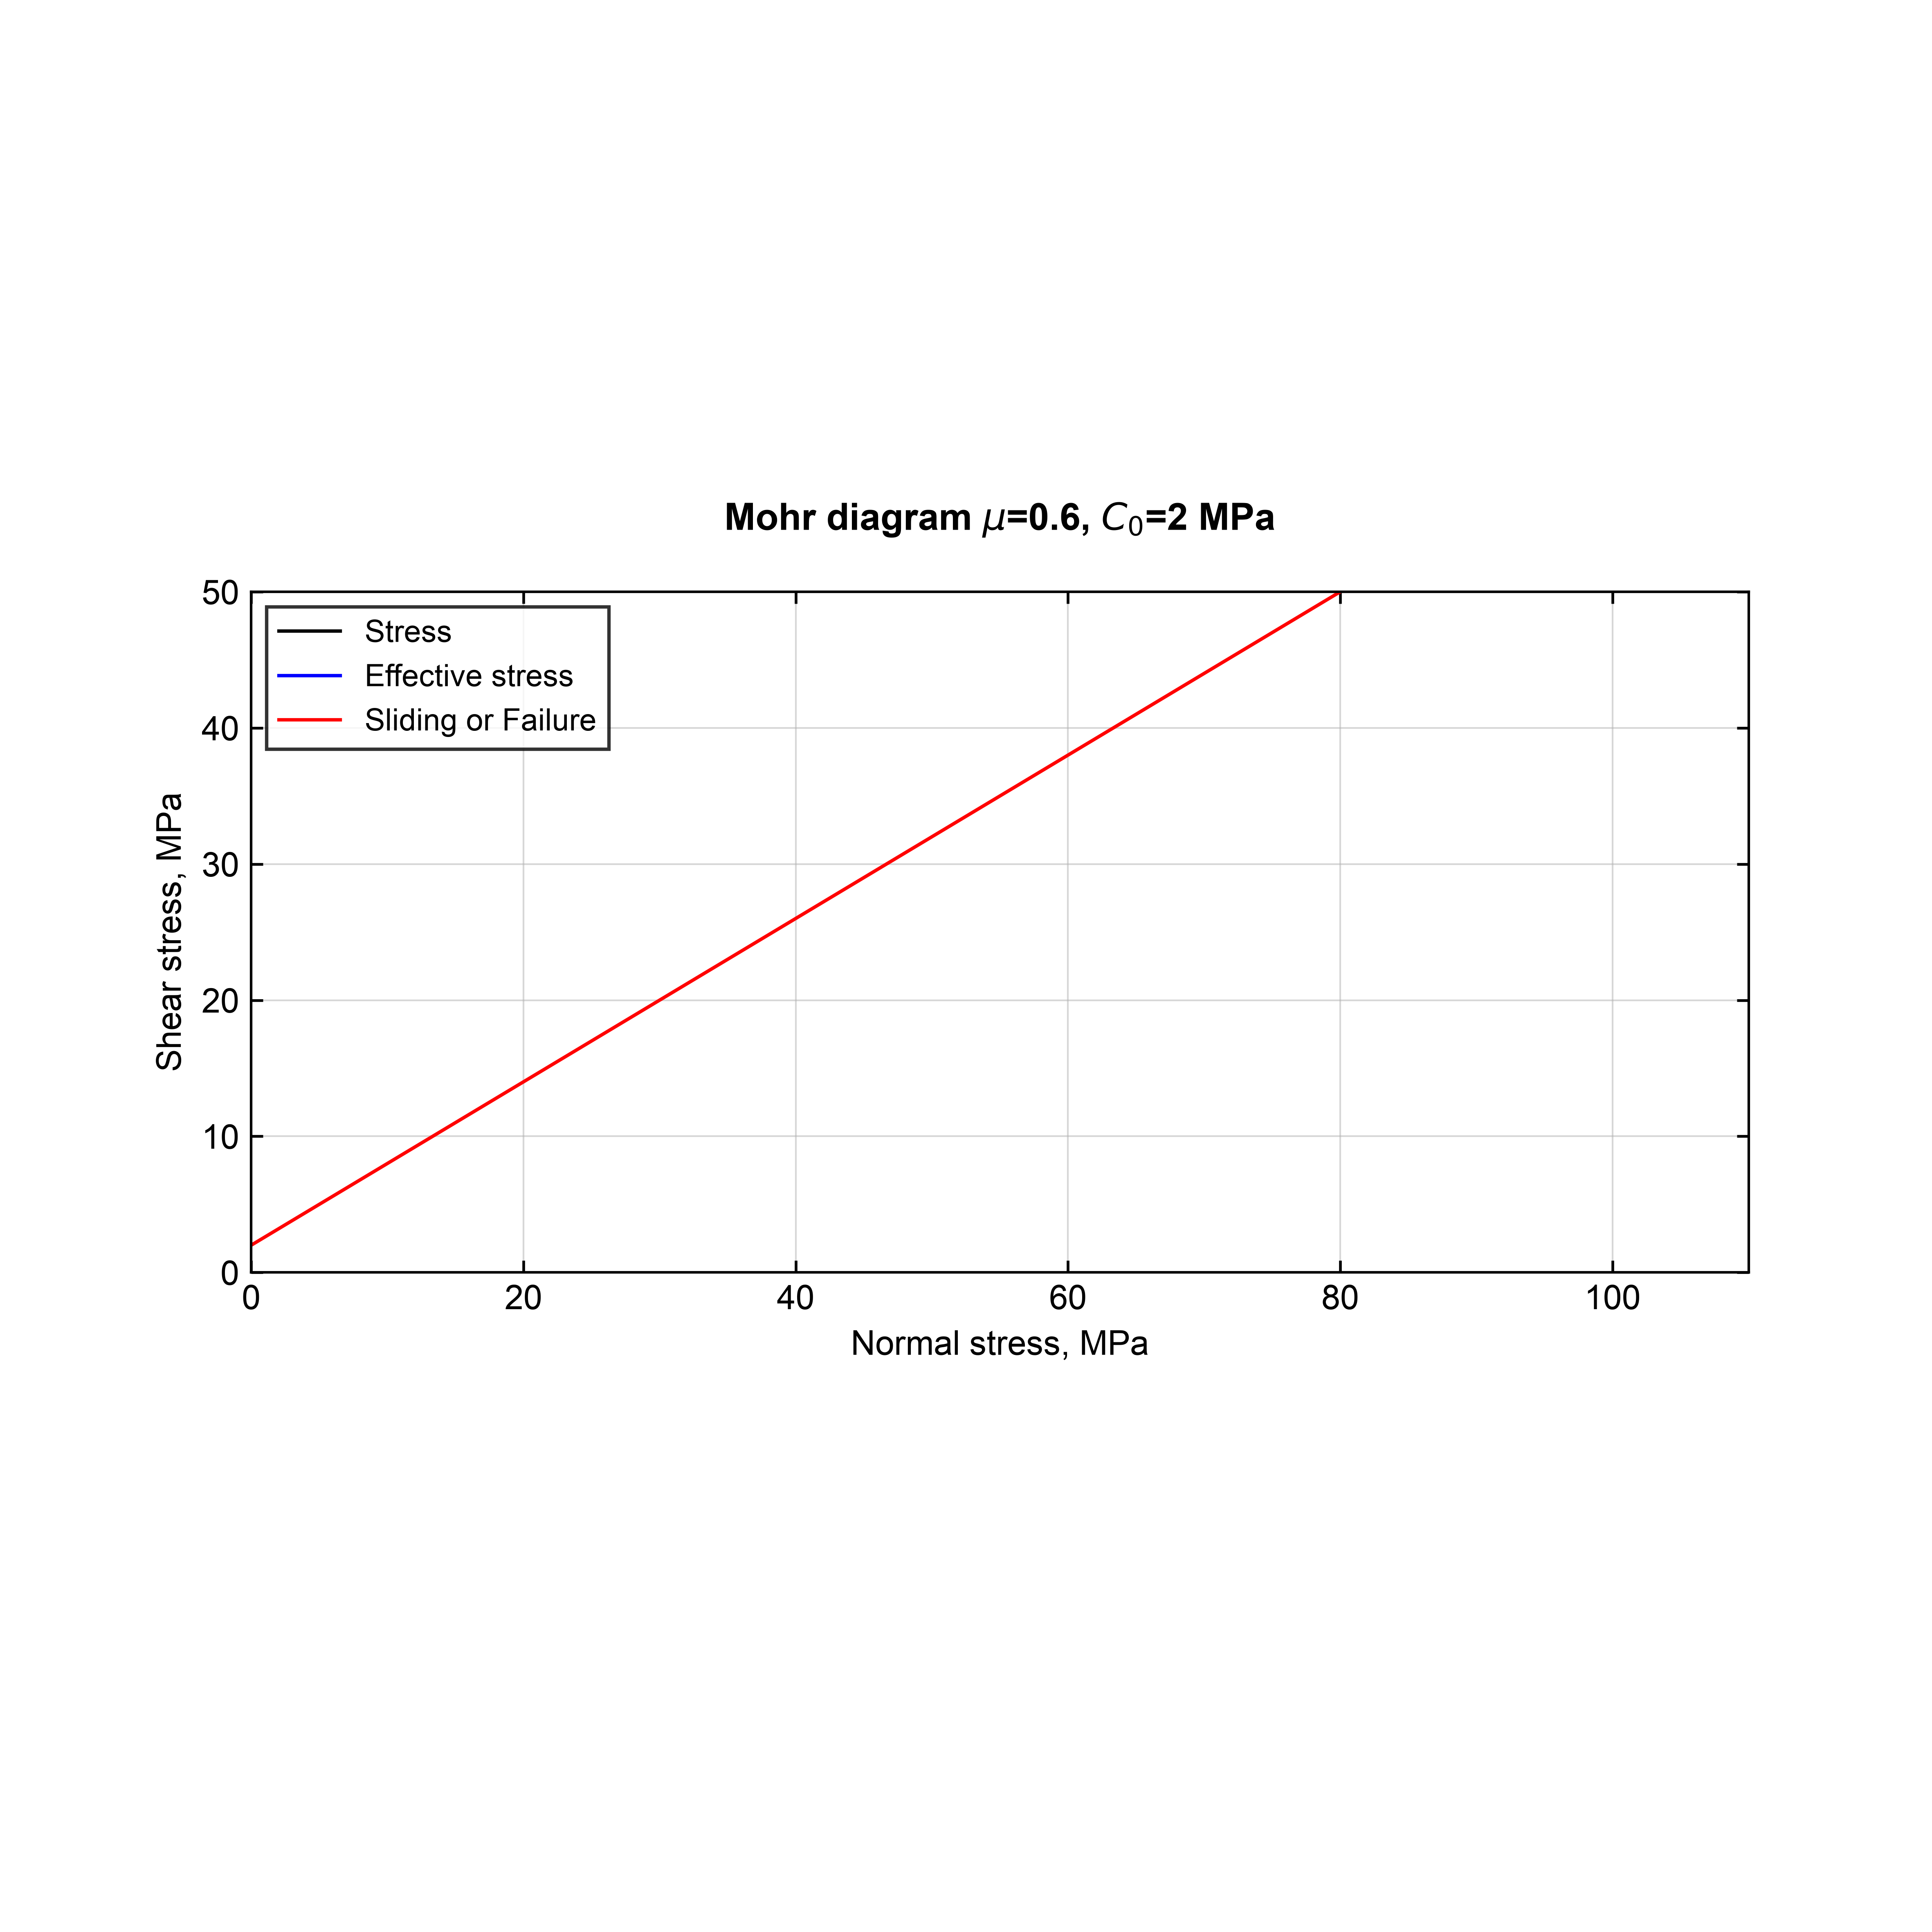 Mohr diagram μ=0.6, C₀=2 MPa
50
40
30
20
10
0
Stress
Effective stress
Sliding or Failure
Shear stress, MPa
0 20 40 60 80 100
Normal stress, MPa